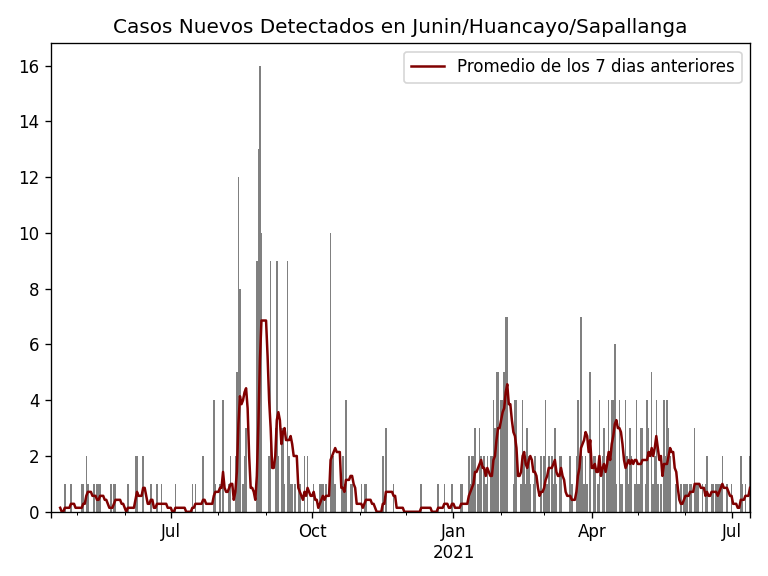 Casos Nuevos Detectados en Junin/Huancayo/Sapallanga
Promedio de los 7 dias anteriores
16
14
12
10
8
6
4
2
0
Jul
Oct
Jan
Apr
Jul
2021